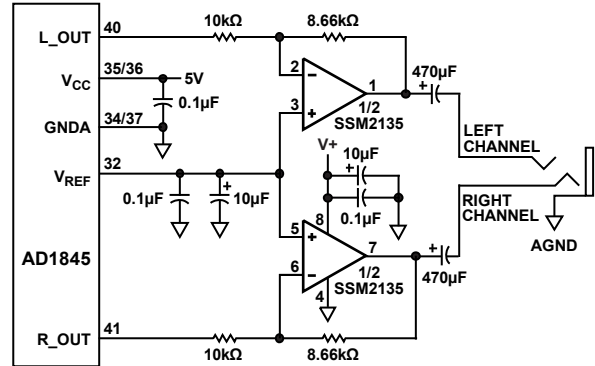 10kΩ
8.66kΩ
L_OUT
40
35/36
VCC
5V
0.1µF
34/37
GNDA
2
–
3
+
1
1/2
SSM2135
470µF
+
LEFT
CHANNEL
32
VREF
0.1µF
+
10µF
V+
10µF
+
0.1µF
8
RIGHT
CHANNEL
AGND
AD1845
5
+
6
–
7
1/2
SSM2135
4
+
470µF
R_OUT
41
10kΩ
8.66kΩ